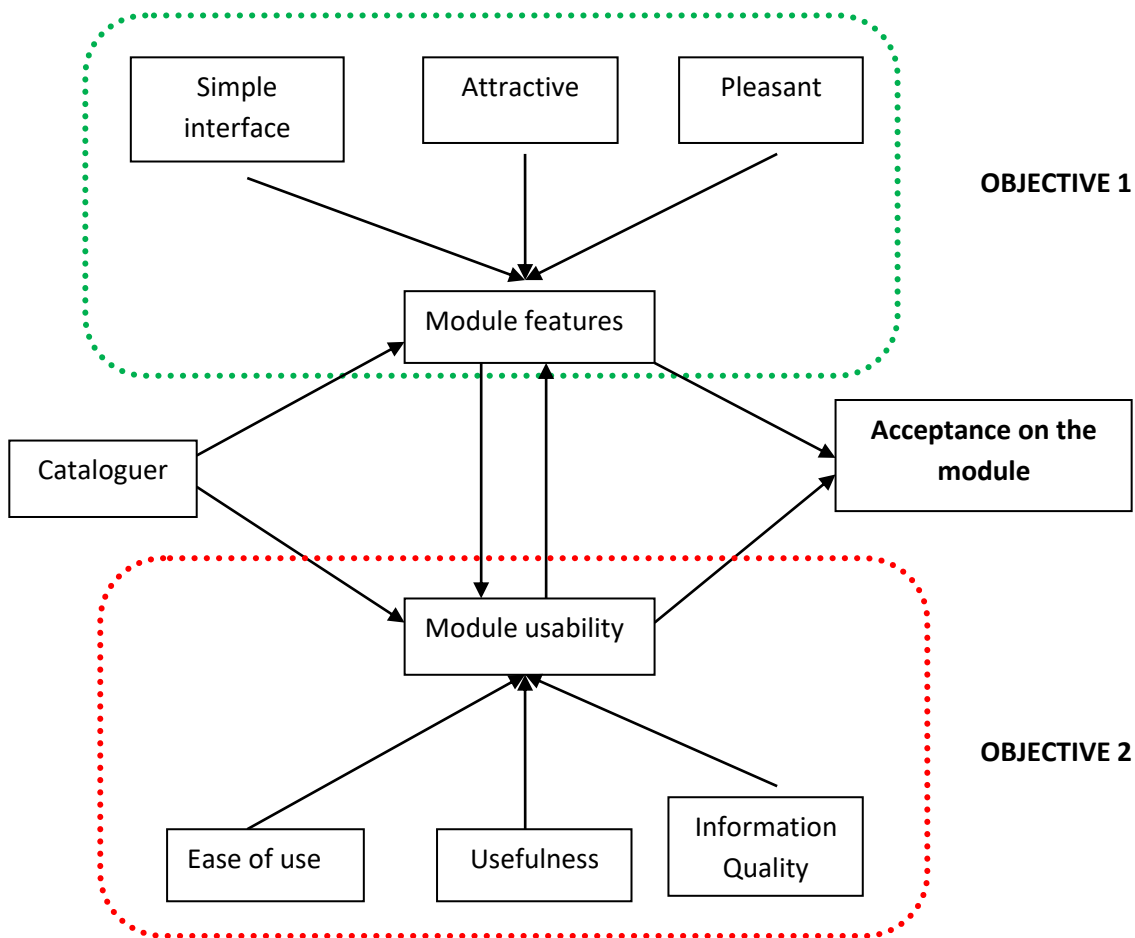 Simple
interface
Attractive
Pleasant
OBJECTIVE 1
Module features
Cataloguer
Acceptance on the
module
Module usability
OBJECTIVE 2
Ease of use
Usefulness
Information
Quality